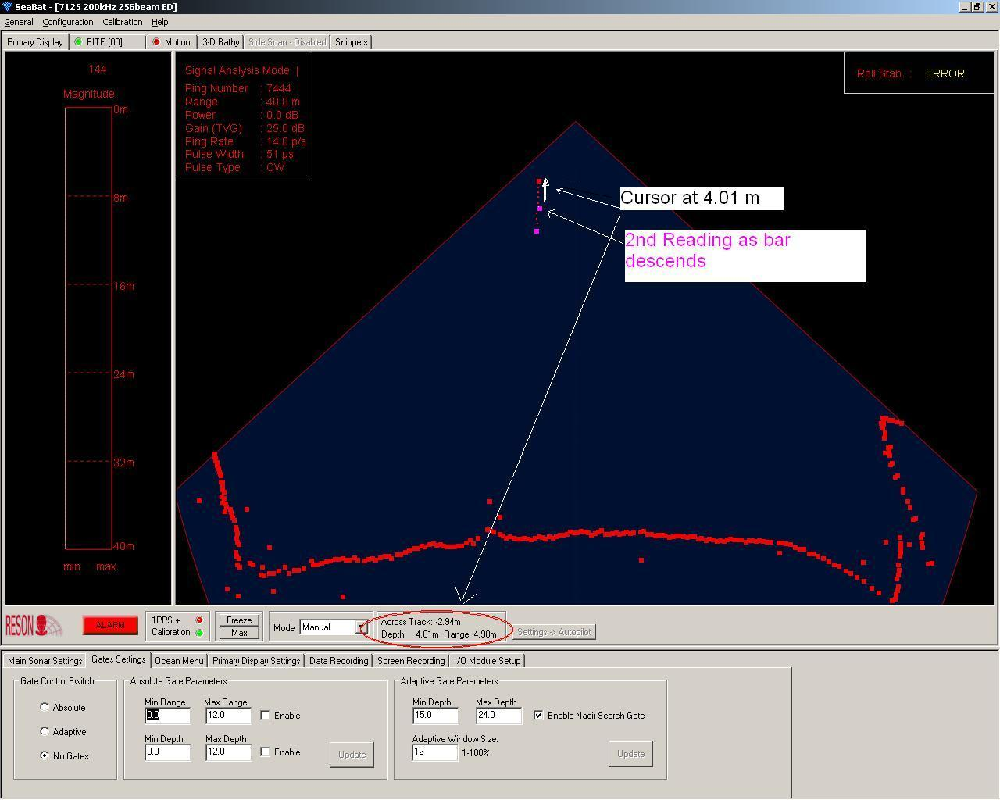 SeaBat - [7125 200kHz 256beam ED]
General Configuration Calibration Help
Primary Display BITE [00] Motion 3-D Bathy Side Scan - Disabled Snippets
144
Magnitude
0m
8m
16m
24m
32m
40m
min max
Signal Analysis Mode |
Ping Number : 7444
Range : 40.0 m
Power : 0.0 dB
Gain (TVG) : 25.0 dB
Ping Rate : 14.0 p/s
Pulse Width : 51 µs
Pulse Type : CW
Roll Stab. : ERROR
Cursor at 4.01 m
2nd Reading as bar
descends
RESON
ALARM
1PPS +
Calibration
Freeze
Max
Mode Manual
Across Track: -2.94m
Depth: 4.01m Range: 4.98m
Settings -> Autopilot
Main Sonar Settings Gates Settings Ocean Menu Primary Display Settings Data Recording Screen Recording I/O Module Setup
Gate Control Switch
Absolute
Adaptive
No Gates
Absolute Gate Parameters
Min Range Max Range
0.0 12.0 Enable
Min Depth Max Depth
0.0 12.0 Enable
Update
Adaptive Gate Parameters
Min Depth Max Depth
15.0 24.0 Enable Nadir Search Gate
Adaptive Window Size:
12 1-100%
Update